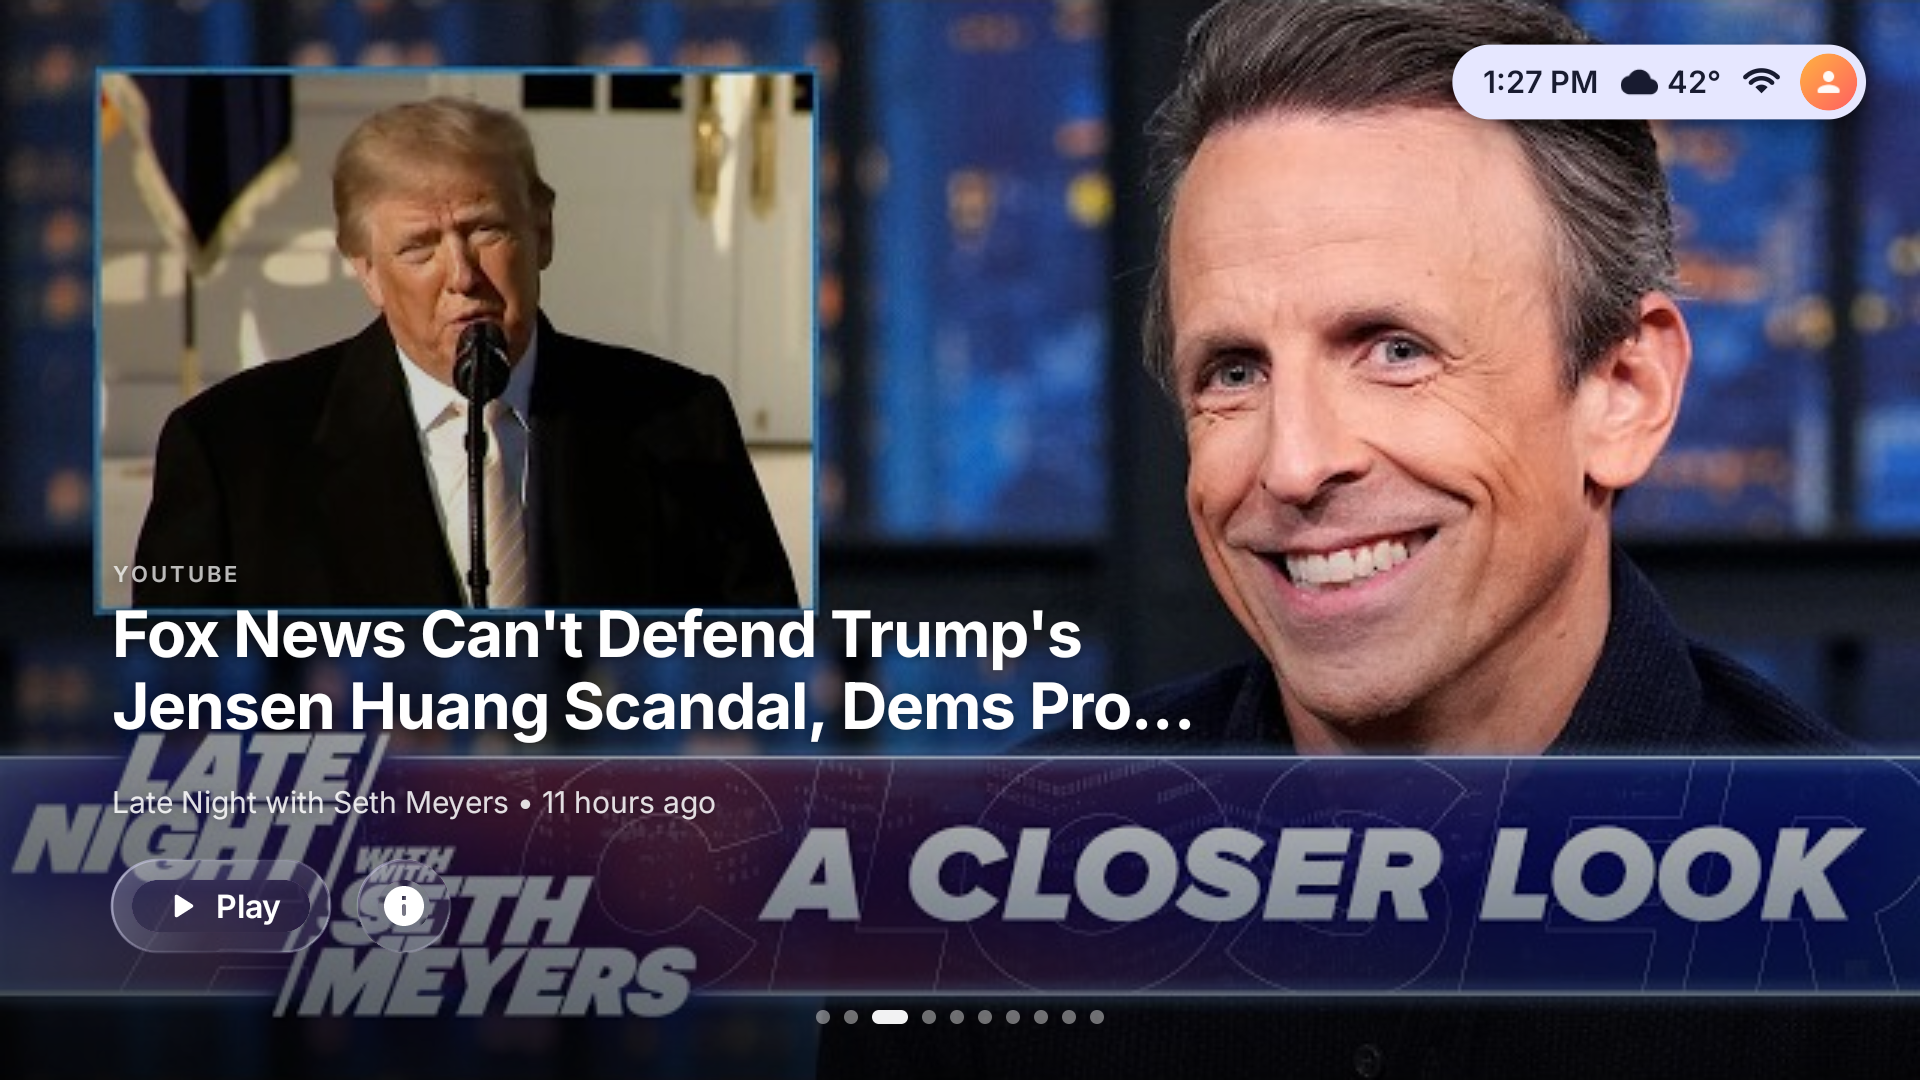 1:27 PM 42°
YOUTUBE
Fox News Can't Defend Trump's
Jensen Huang Scandal, Dems Pro...
Late Night with Seth Meyers • 11 hours ago
Play
LATE
NIGHT
WITH
SETH
MEYERS
A CLOSER LOOK
CLOSER